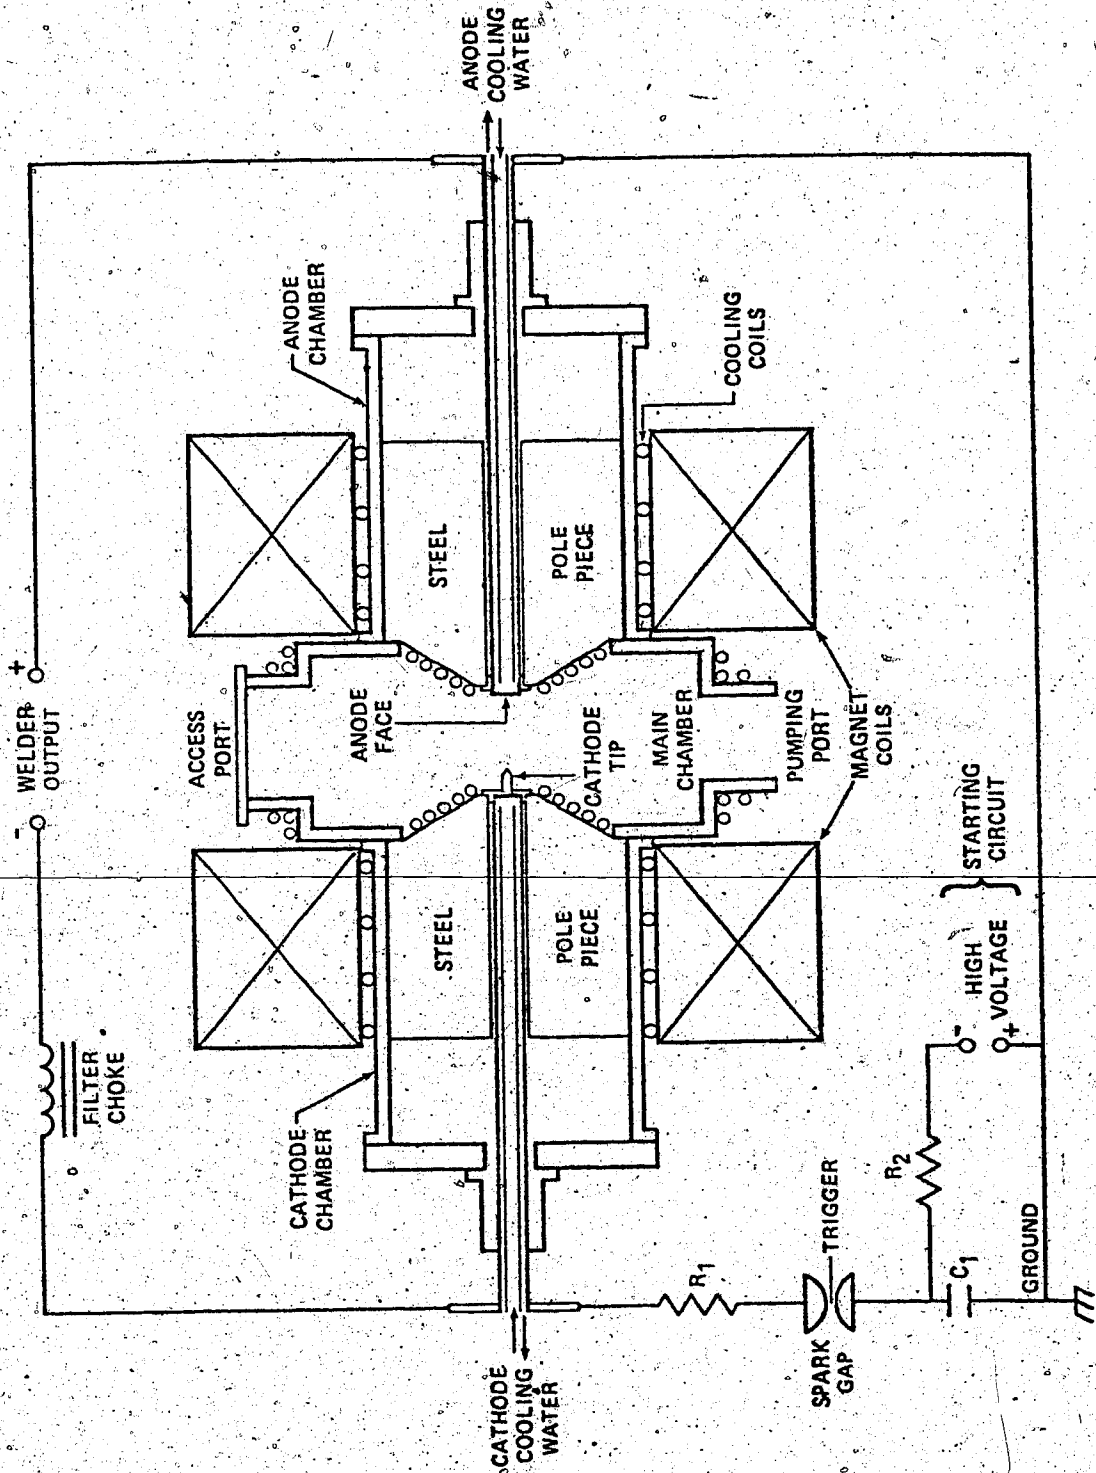 ANODE
COOLING
WATER
ANODE
CHAMBER
COOLING
COILS
+
WELDER
OUTPUT
-
STEEL
POLE
PIECE
ACCESS
PORT
ANODE
FACE
CATHODE
TIP
MAIN
CHAMBER
PUMPING
PORT
MAGNET
COILS
STARTING
CIRCUIT
-
HIGH
VOLTAGE
+
STEEL
POLE
PIECE
FILTER
CHOKE
CATHODE
CHAMBER
R2
R1
TRIGGER
C1
GROUND
SPARK
GAP
CATHODE
COOLING
WATER